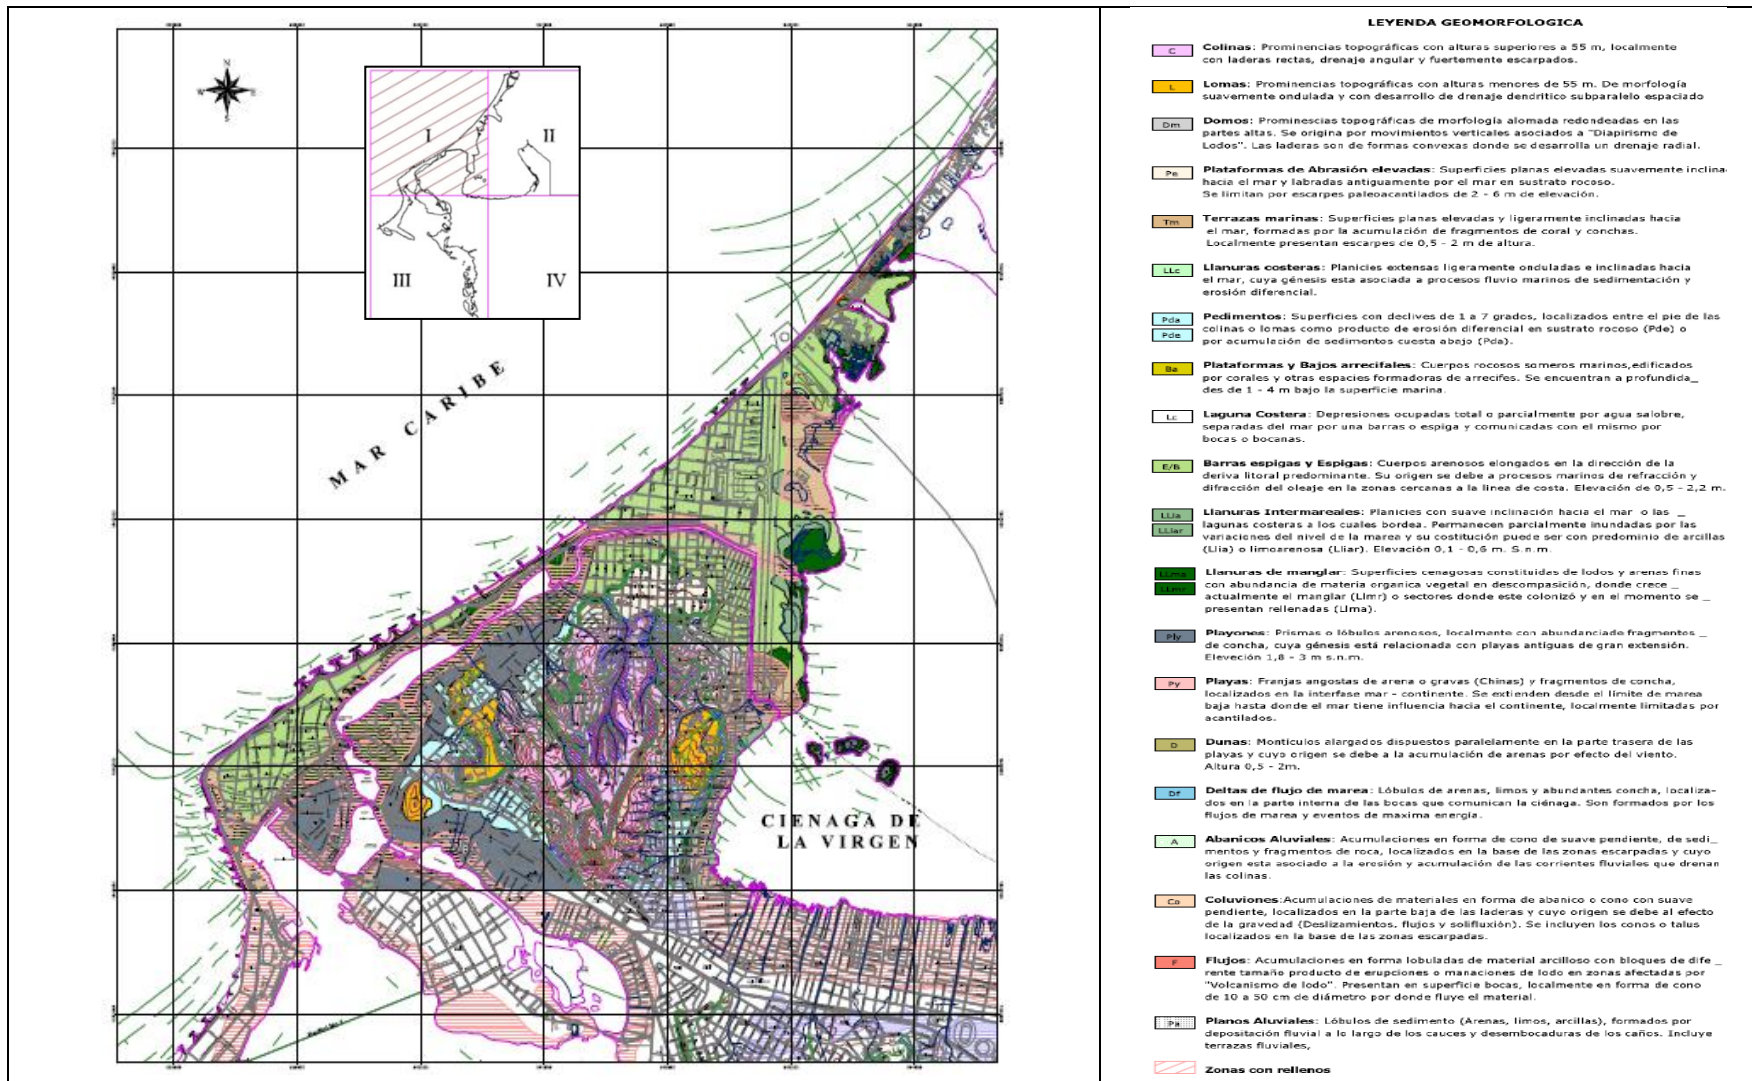 N
W
E
S
I
II
III
IV
MAR CARIBE
CIENAGA DE
LA VIRGEN
LEYENDA GEOMORFOLOGICA
C
Colinas: Prominencias topográficas con alturas superiores a 55 m, localmente
con laderas rectas, drenaje angular y fuertemente escarpados.
L
Lomas: Prominencias topográficas con alturas menores de 55 m. De morfología
suavemente ondulada y con desarrollo de drenaje dendritico subparalelo espaciado
Dm
Domos: Prominescias topográficas de morfología alomada redondeadas en las
partes altas. Se origina por movimientos verticales asociados a "Diapirismo de
Lodos". Las laderas son de formas convexas donde se desarrolla un drenaje radial.
Pe
Plataformas de Abrasión elevadas: Superficies planas elevadas suavemente inclina
hacia el mar y labradas antiguamente por el mar en sustrato rocoso.
Se limitan por escarpes paleoacantilados de 2 - 6 m de elevación.
Tm
Terrazas marinas: Superficies planas elevadas y ligeramente inclinadas hacia
el mar, formadas por la acumulación de fragmentos de coral y conchas.
Localmente presentan escarpes de 0,5 - 2 m de altura.
LLc
Llanuras costeras: Planicies extensas ligeramente onduladas e inclinadas hacia
el mar, cuya génesis esta asociada a procesos fluvio marinos de sedimentación y
erosión diferencial.
Pda
Pde
Pedimentos: Superficies con declives de 1 a 7 grados, localizados entre el pie de las
colinas o lomas como producto de erosión diferencial en sustrato rocoso (Pde) o
por acumulación de sedimentos cuesta abajo (Pda).
Ba
Plataformas y Bajos arrecifales: Cuerpos rocosos someros marinos,edificados
por corales y otras espacies formadoras de arrecifes. Se encuentran a profundida_
des de 1 - 4 m bajo la superficie marina.
Lc
Laguna Costera: Depresiones ocupadas total o parcialmente por agua salobre,
separadas del mar por una barras o espiga y comunicadas con el mismo por
bocas o bocanas.
E/B
Barras espigas y Espigas: Cuerpos arenosos elongados en la dirección de la
deriva litoral predominante. Su origen se debe a procesos marinos de refracción y
difracción del oleaje en la zonas cercanas a la linea de costa. Elevación de 0,5 - 2,2 m.
LLia
LLiar
Llanuras Intermareales: Planicies con suave inclinación hacia el mar o las _
lagunas costeras a los cuales bordea. Permanecen parcialmente inundadas por las
variaciones del nivel de la marea y su costitución puede ser con predominio de arcillas
(Llia) o limoarenosa (Lliar). Elevación 0,1 - 0,6 m. S.n.m.
LLma
LLmr
Llanuras de manglar: Superficies cenagosas constituidas de lodos y arenas finas
con abundancia de materia organica vegetal en descomposición, donde crece _
actualmente el manglar (Llmr) o sectores donde este colonizó y en el momento se _
presentan rellenadas (Llma).
Ply
Playones: Prismas o lóbulos arenosos, localmente con abundanciade fragmentos _
de concha, cuya génesis está relacionada con playas antiguas de gran extensión.
Eleveción 1,8 - 3 m s.n.m.
Py
Playas: Franjas angostas de arena o gravas (Chinas) y fragmentos de concha,
localizados en la interfase mar - continente. Se extienden desde el límite de marea
baja hasta donde el mar tiene influencia hacia el continente, localmente limitadas por
acantilados.
D
Dunas: Monticulos alargados dispuestos paralelamente en la parte trasera de las
playas y cuyo origen se debe a la acumulación de arenas por efecto del viento.
Altura 0,5 - 2m.
Df
Deltas de flujo de marea: Lóbulos de arenas, limos y abundantes concha, localiza-
dos en la parte interna de las bocas que comunican la ciénaga. Son formados por los
flujos de marea y eventos de maxima energia.
A
Abanicos Aluviales: Acumulaciones en forma de cono de suave pendiente, de sedi_
mentos y fragmentos de roca, localizados en la base de las zonas escarpadas y cuyo
origen esta asociado a la erosión y acumulación de las corrientes fluviales que drenan
las colinas.
Co
Coluviones:Acumulaciones de materiales en forma de abanico o cono con suave
pendiente, localizados en la parte baja de las laderas y cuyo origen se debe al efecto
de la gravedad (Deslizamientos, flujos y solifluxión). Se incluyen los conos o talus
localizados en la base de las zonas escarpadas.
F
Flujos: Acumulaciones en forma lobuladas de material arcilloso con bloques de dife _
rente tamaño producto de erupciones o manaciones de lodo en zonas afectadas por
"Volcanismo de lodo". Presentan en superficie bocas, localmente en forma de cono
de 10 a 50 cm de diámetro por donde fluye el material.
Pa
Planos Aluviales: Lóbulos de sedimento (Arenas, limos, arcillas), formados por
depositación fluvial a lo largo de los cauces y desembocaduras de los caños. Incluye
terrazas fluviales,
Zonas con rellenos